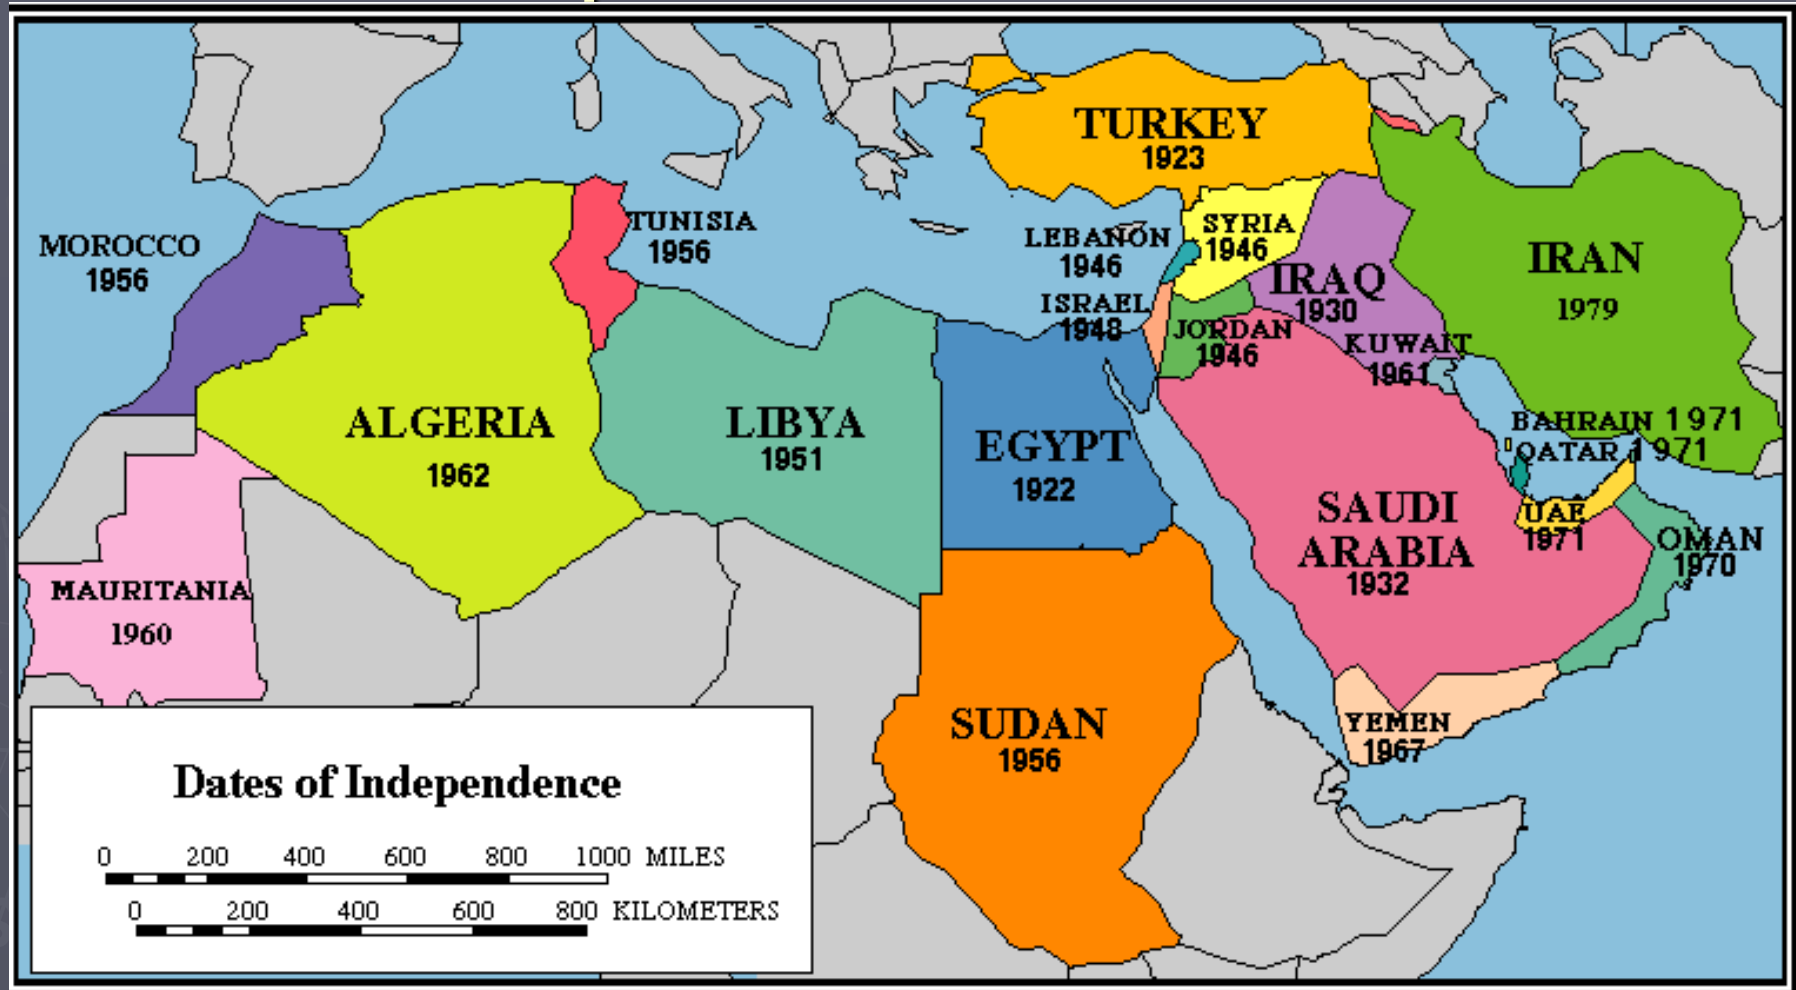 TURKEY
1923
MOROCCO
1956
TUNISIA
1956
LEBANON
1946
SYRIA
1946
IRAQ
1930
IRAN
1979
ISRAEL
1948
JORDAN
1946
KUWAIT
1961
ALGERIA
1962
LIBYA
1951
EGYPT
1922
BAHRAIN 1971
QATAR 1971
SAUDI
ARABIA
1932
UAE
1971
OMAN
1970
MAURITANIA
1960
SUDAN
1956
YEMEN
1967
Dates of Independence
0 200 400 600 800 1000 MILES
0 200 400 600 800 KILOMETERS